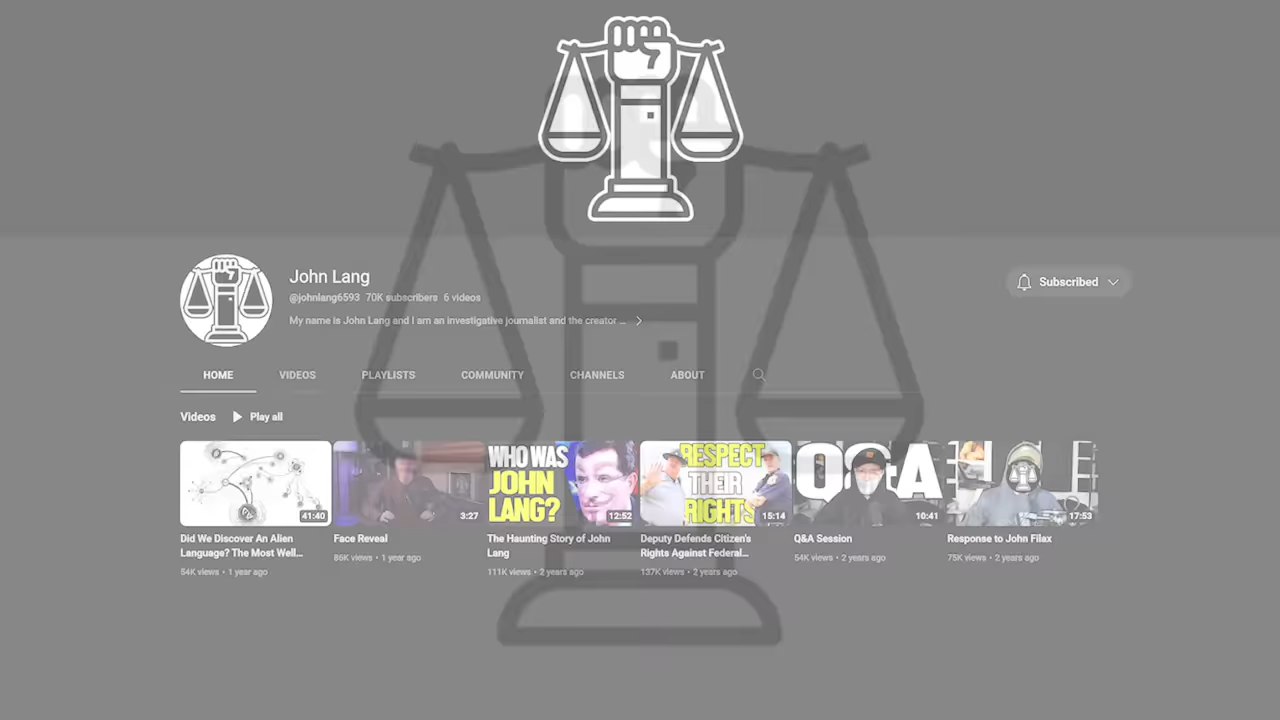 John Lang
@johnlang6593 70K subscribers 6 videos
My name is John Lang and I am an investigative journalist and the creator ...
Subscribed
HOME VIDEOS PLAYLISTS COMMUNITY CHANNELS ABOUT
Videos Play all
41:40
3:27
WHO WAS
JOHN
LANG?
12:52
RESPECT
THEIR
RIGHTS
15:14
Q&A
10:41
17:53
Did We Discover An Alien
Language? The Most Well...
54K views • 1 year ago
Face Reveal
86K views • 1 year ago
The Haunting Story of John
Lang
111K views • 2 years ago
Deputy Defends Citizen's
Rights Against Federal...
137K views • 2 years ago
Q&A Session
54K views • 2 years ago
Response to John Filax
75K views • 2 years ago